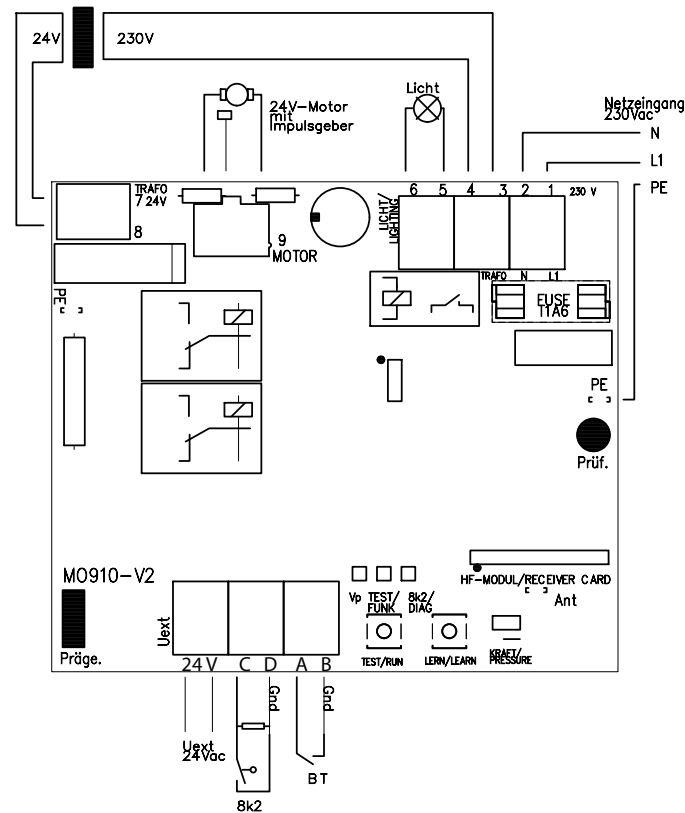 24V
230V
24V-Motor
mit
Impulsgeber
Licht
Netzeingang
230Vac
N
L1
PE
TRAFO
7 24V
8
9
MOTOR
LICHT/
LIGHTING
6 5 4 3 2 1 230 V
TRAFO N L1
PE
FUSE
T1A6
PE
Prüf.
MO910-V2
HF-MODUL/RECEIVER CARD
Ant
Vp TEST/ 8k2/
FUNK DIAG
Uext
Präge.
24 V C D A B
TEST/RUN
LERN/LEARN
KRAFT/
PRESSURE
Gnd
Gnd
Uext
24Vac
BT
8k2